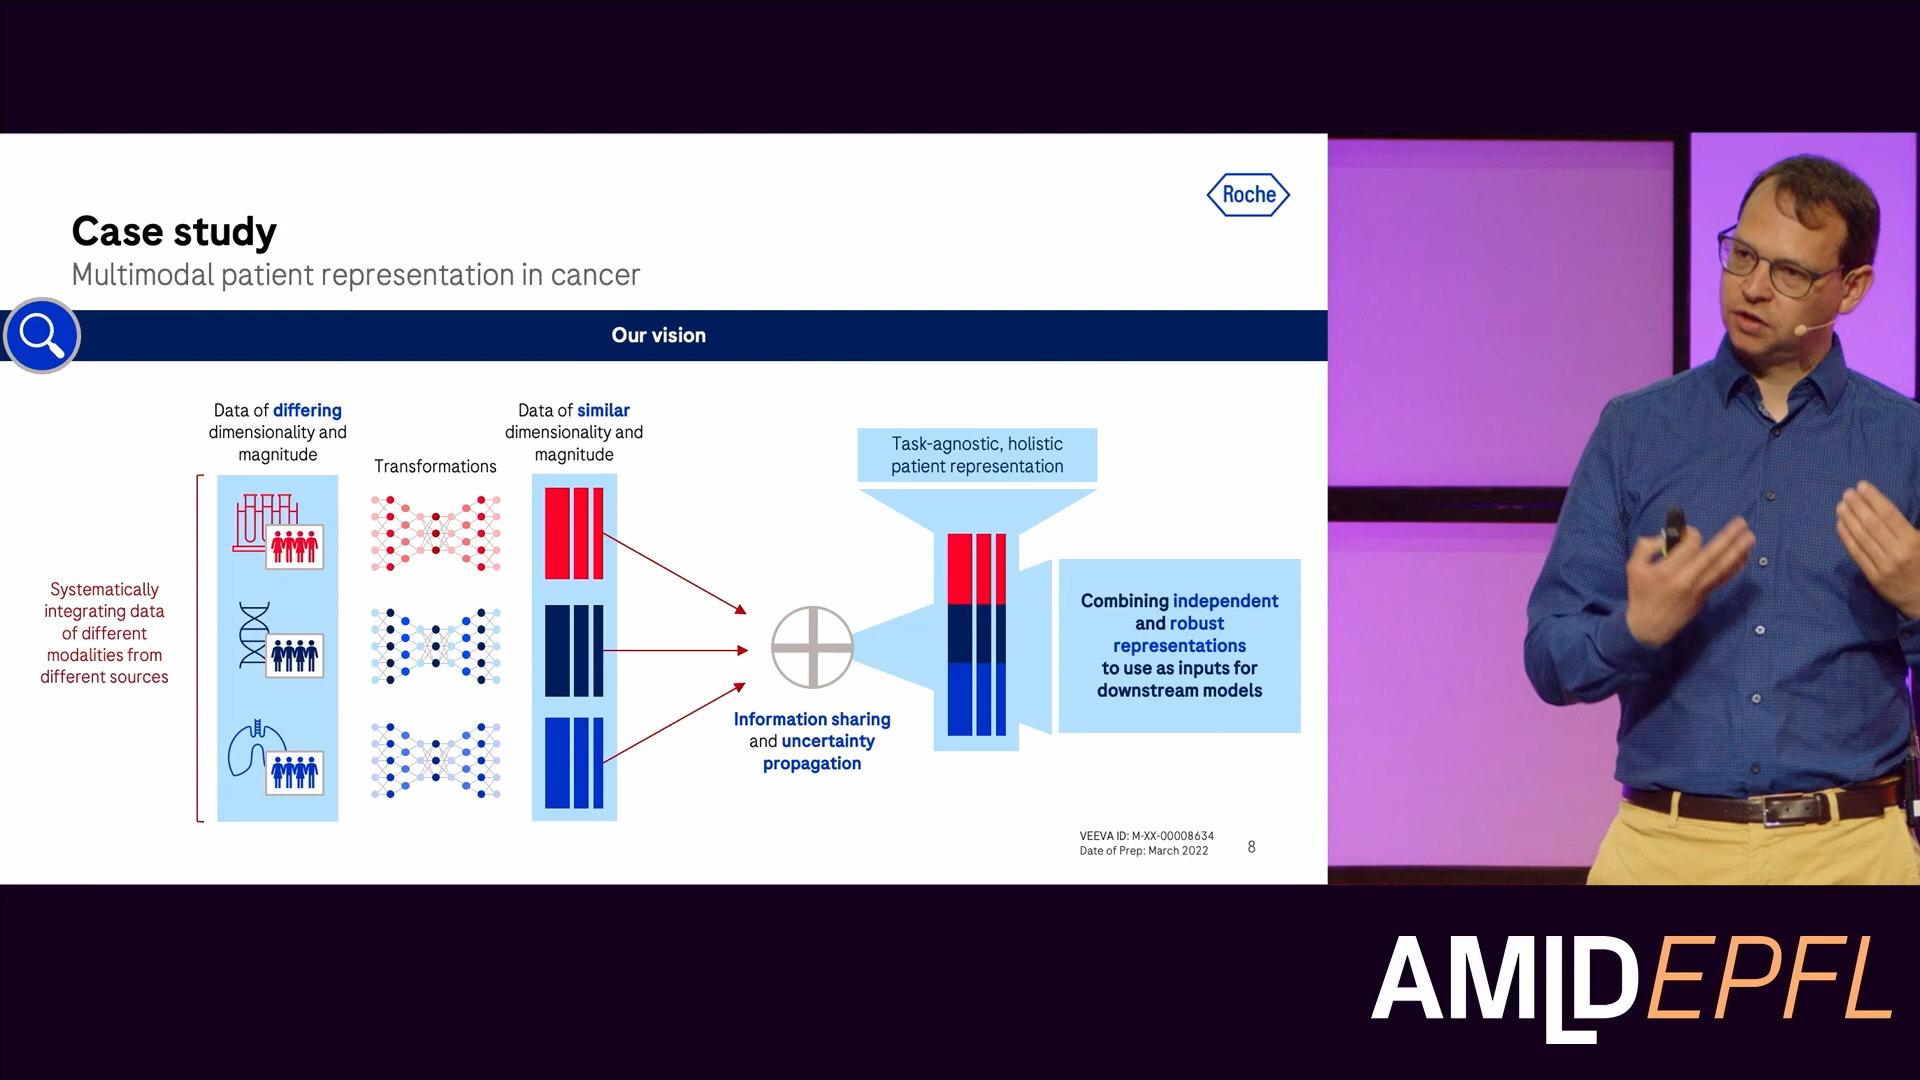 Roche
Case study
Multimodal patient representation in cancer
Our vision
Data of differing
dimensionality and
magnitude
Transformations
Data of similar
dimensionality and
magnitude
Task-agnostic, holistic
patient representation
Systematically
integrating data
of different
modalities from
different sources
Combining independent
and robust
representations
to use as inputs for
downstream models
Information sharing
and uncertainty
propagation
VEEVA ID: M-XX-00008634
Date of Prep: March 2022
8
AMLD EPFL